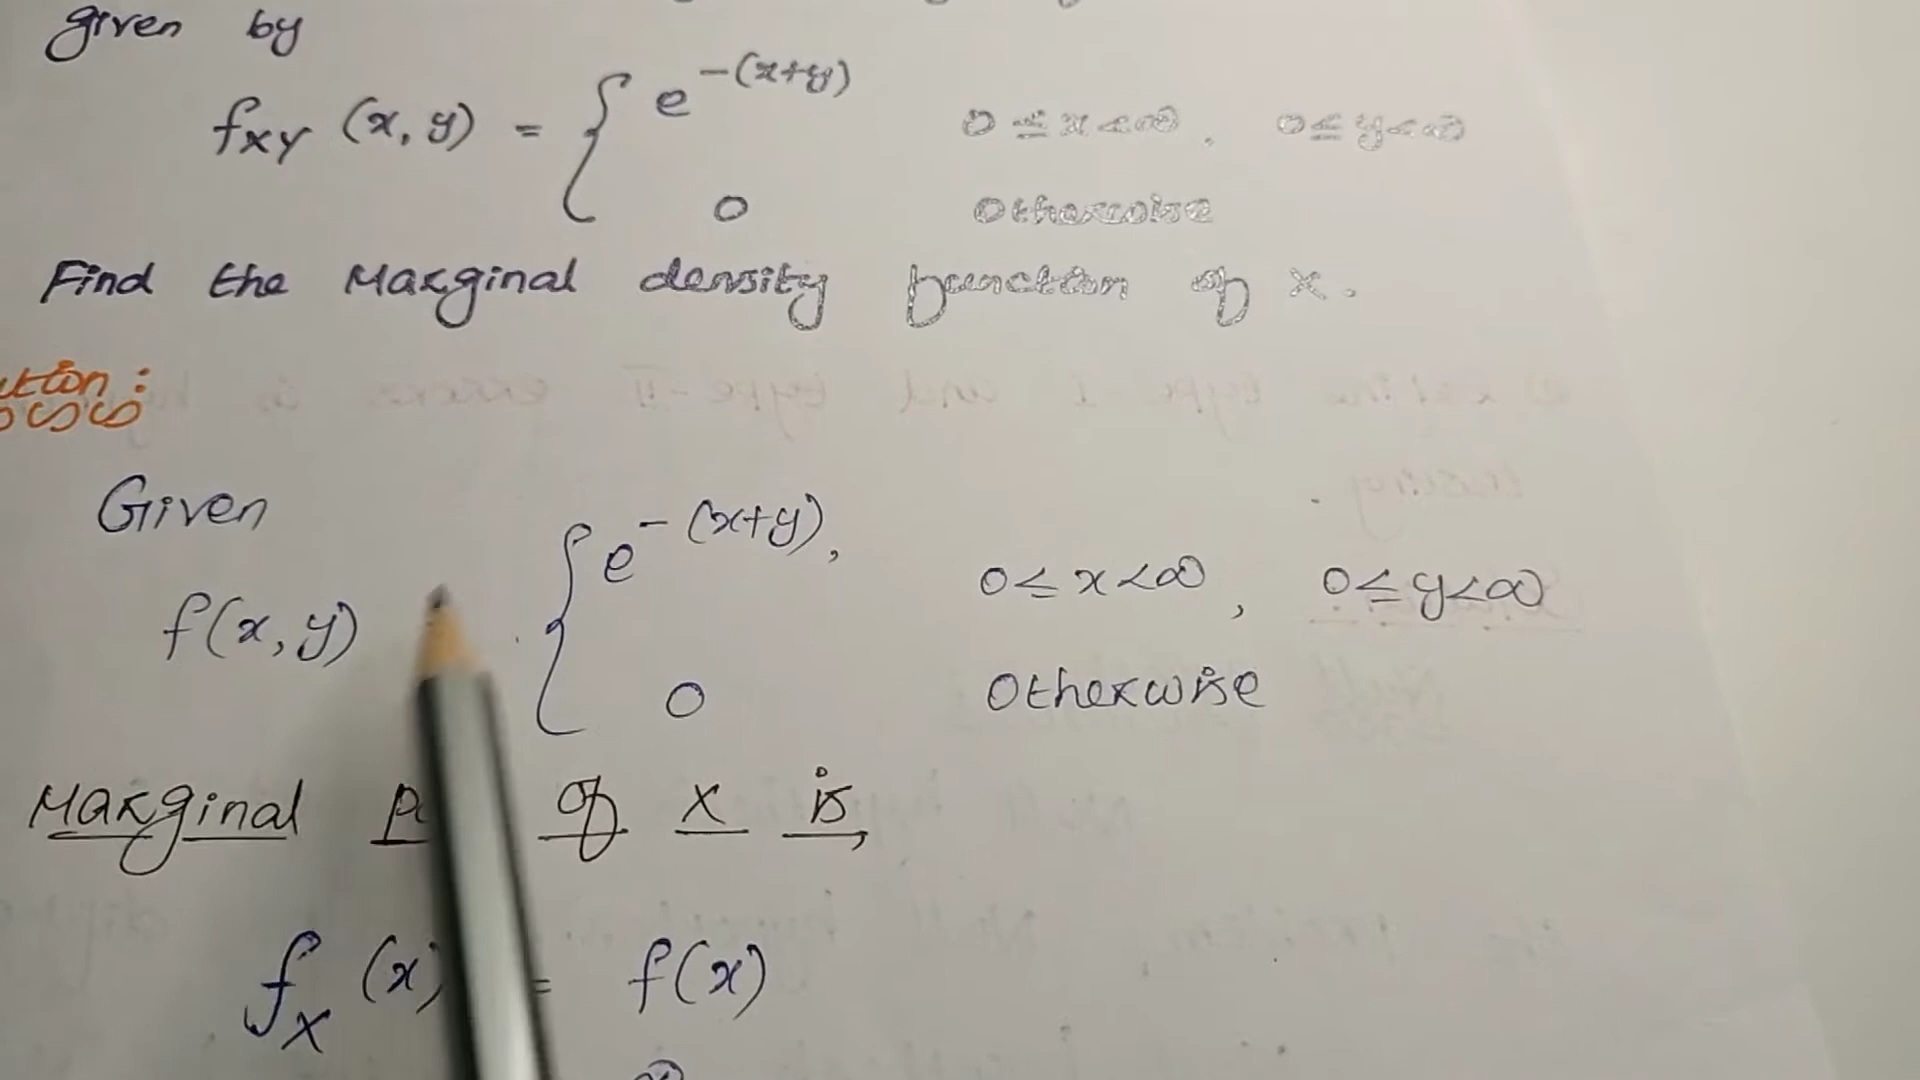 given by
fxy (x, y) = { e^-(x+y) 0 ≤ x < ∞, 0 ≤ y < ∞
0 otherwise
Find the Marginal density function of x.
Given
f(x, y) { e^-(x+y), 0 ≤ x < ∞, 0 ≤ y < ∞
0 otherwise
Marginal of x is,
fx (x) = f(x)
∞